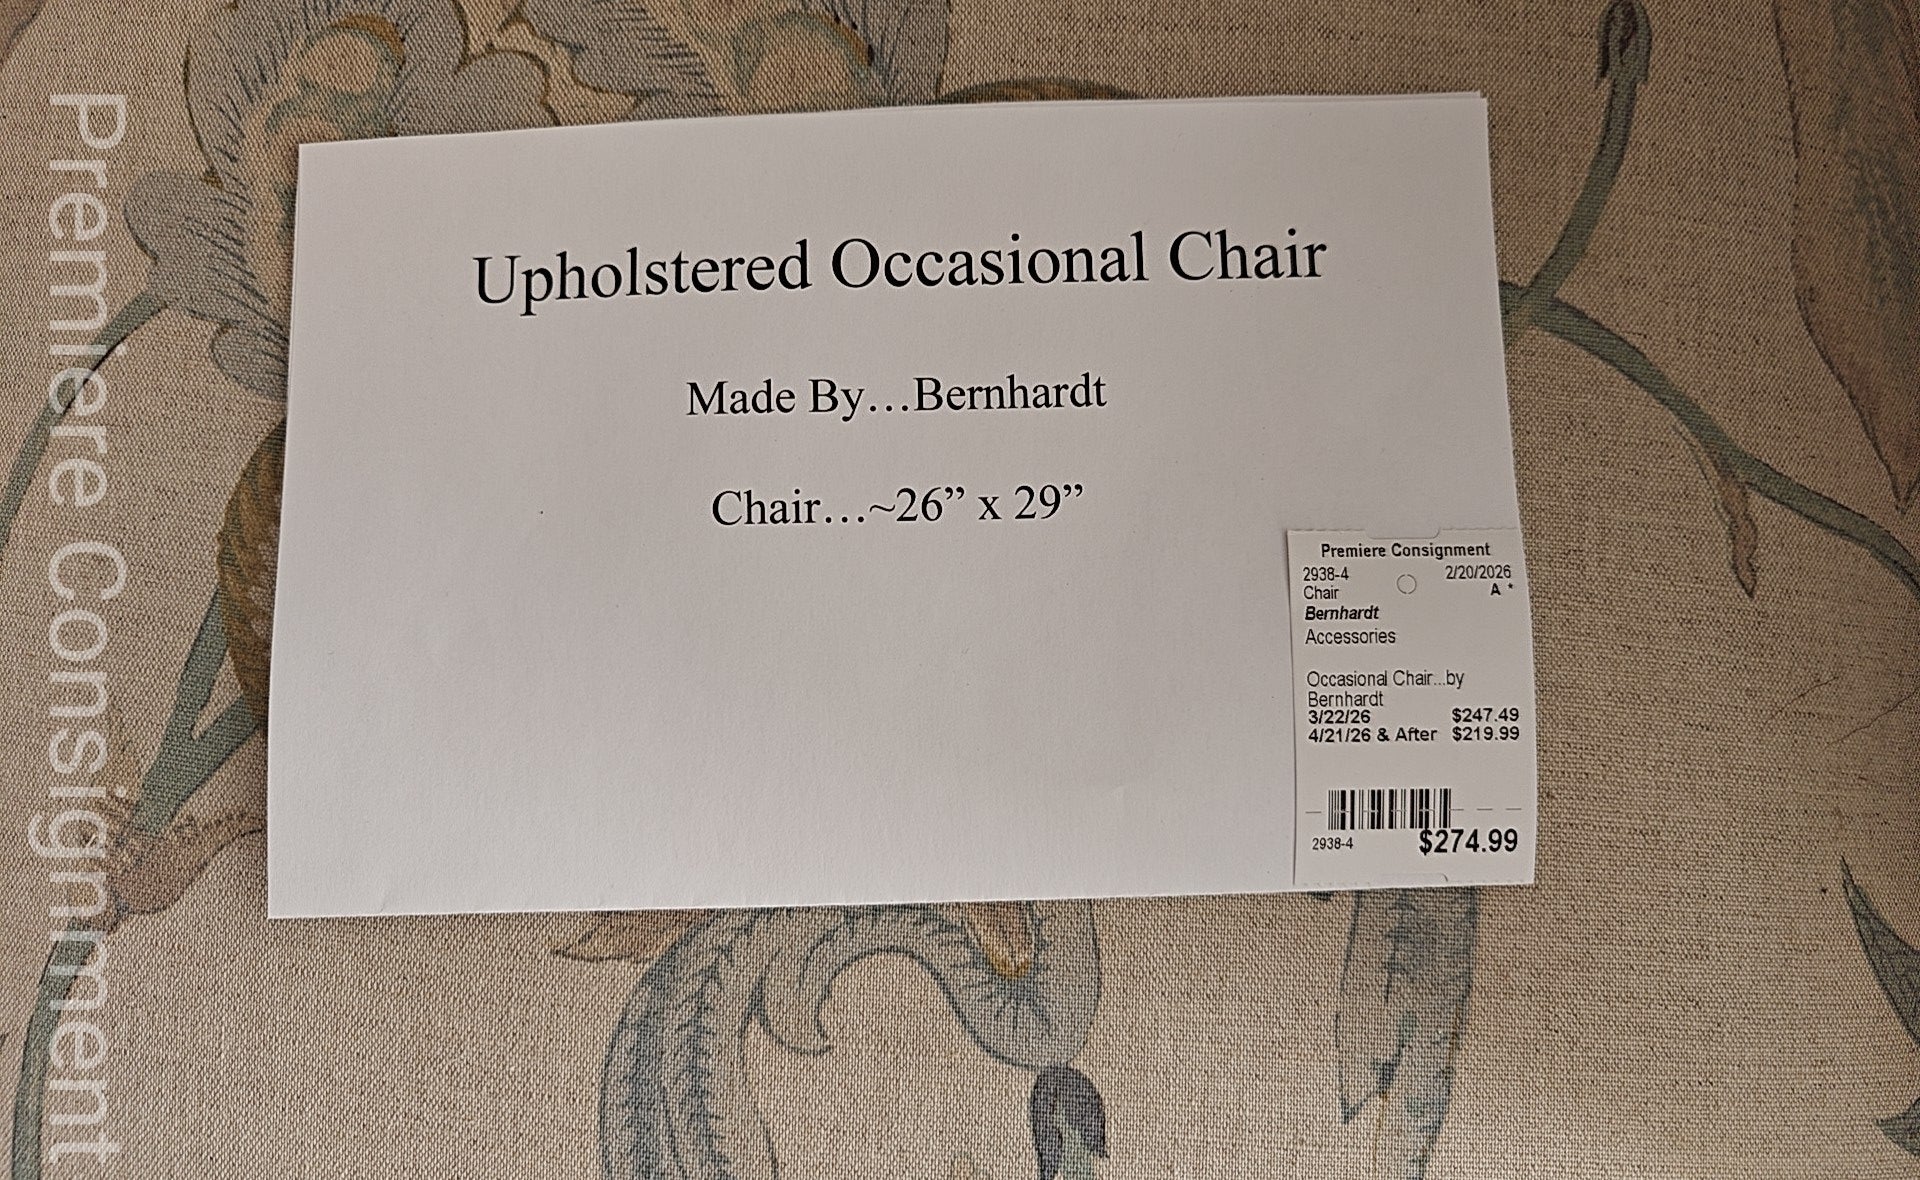 Upholstered Occasional Chair
Made By…Bernhardt
Chair…~26” x 29”
Premiere Consignment
2938-4 2/20/2026
Chair A *
Bernhardt
Accessories
Occasional Chair...by
Bernhardt
3/22/26 $247.49
4/21/26 & After $219.99
2938-4 $274.99
Premiere Consignment